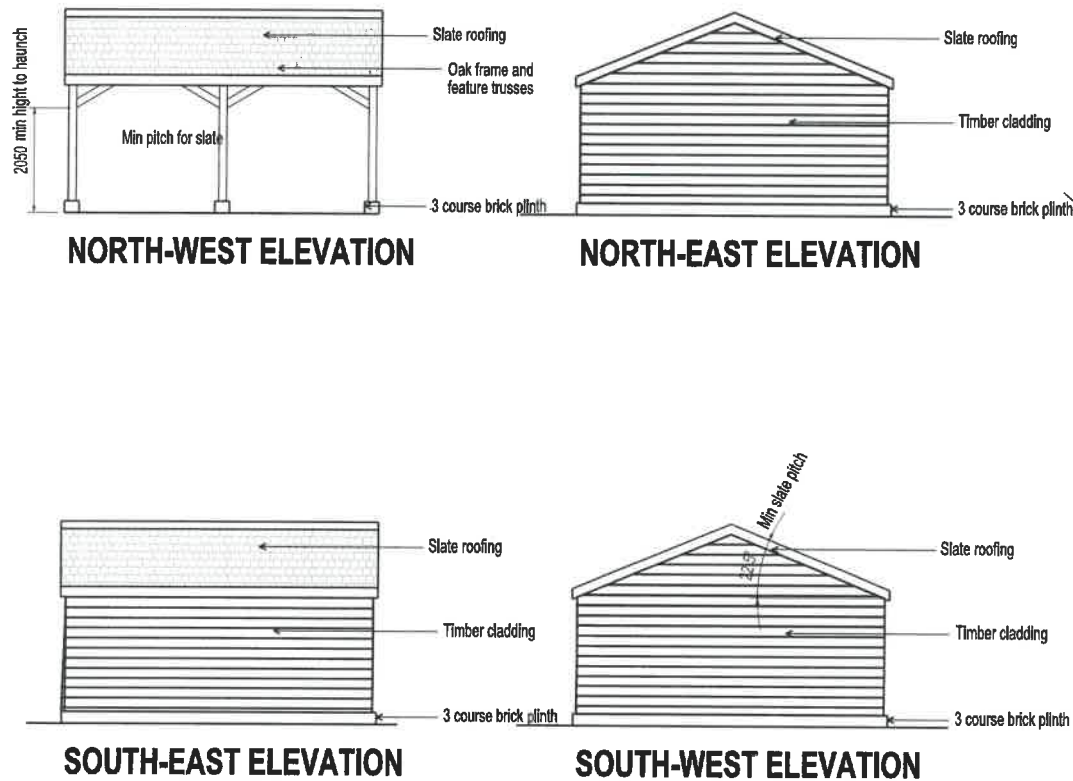 Slate roofing
Oak frame and
feature trusses
2050 min hight to haunch
Min pitch for slate
3 course brick plinth
NORTH-WEST ELEVATION
Slate roofing
Timber cladding
3 course brick plinth
NORTH-EAST ELEVATION
Slate roofing
Timber cladding
3 course brick plinth
SOUTH-EAST ELEVATION
Min slate pitch
22.5°
Slate roofing
Timber cladding
3 course brick plinth
SOUTH-WEST ELEVATION